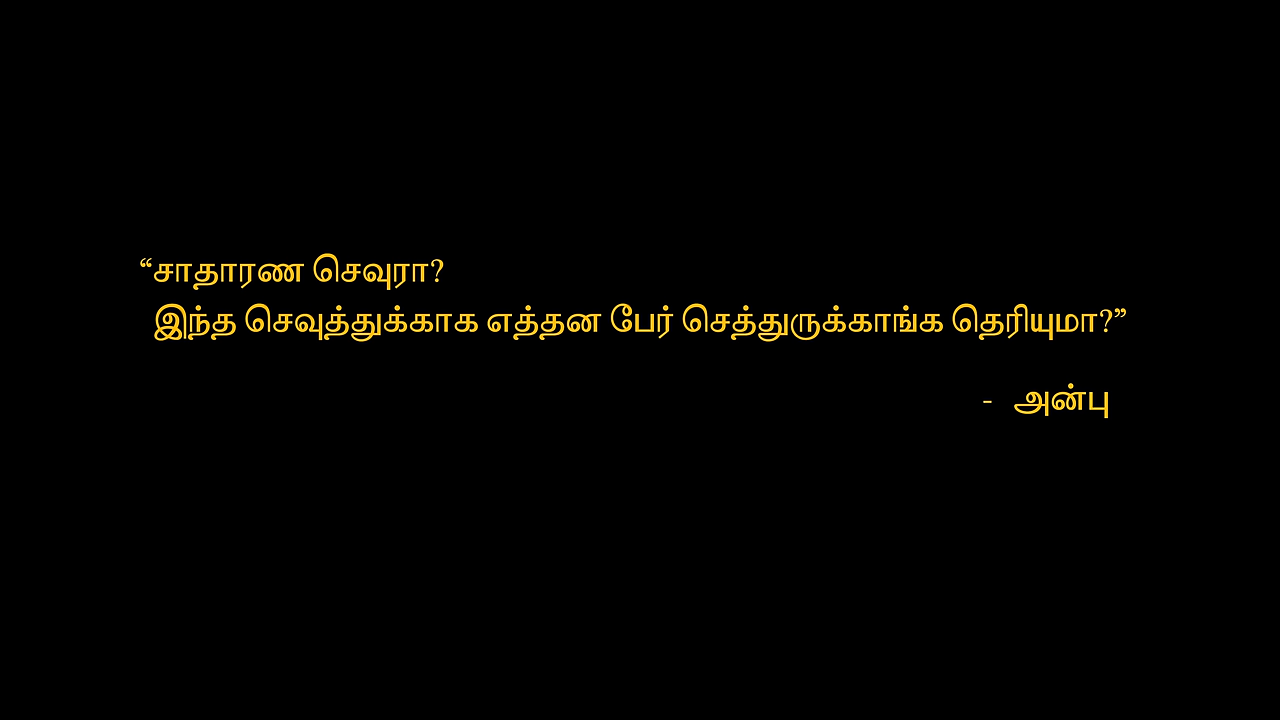 “சாதாரண செவுரா?
இந்த செவுத்துக்காக எத்தன பேர் செத்துருக்காங்க தெரியுமா?”
- அன்பு